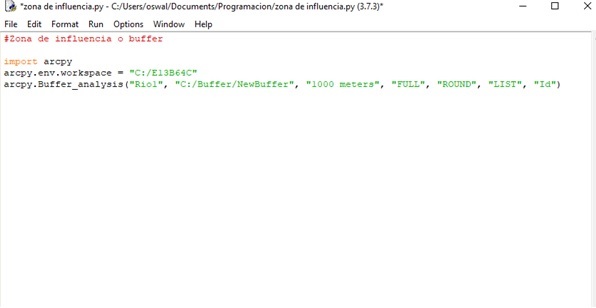 *zona de influencia.py - C:/Users/oswal/Documents/Programacion/zona de influencia.py (3.7.3)*
File Edit Format Run Options Window Help
#Zona de influencia o buffer
import arcpy
arcpy.env.workspace = "C:/E13B64C"
arcpy.Buffer_analysis("Rio1", "C:/Buffer/NewBuffer", "1000 meters", "FULL", "ROUND", "LIST", "Id")